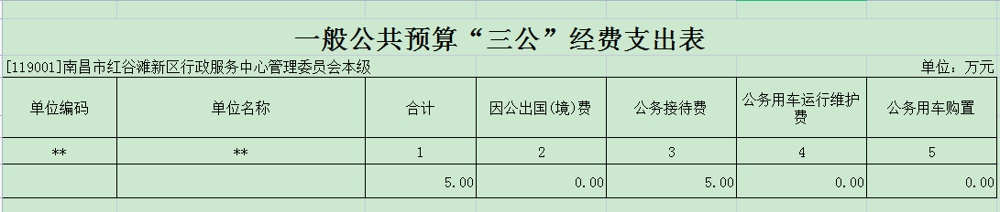 一般公共预算“三公”经费支出表
[119001]南昌市红谷滩新区行政服务中心管理委员会本级 单位：万元
单位编码 单位名称 合计 因公出国(境)费 公务接待费 公务用车运行维护费 公务用车购置
** ** 1 2 3 4 5
5.00 0.00 5.00 0.00 0.00